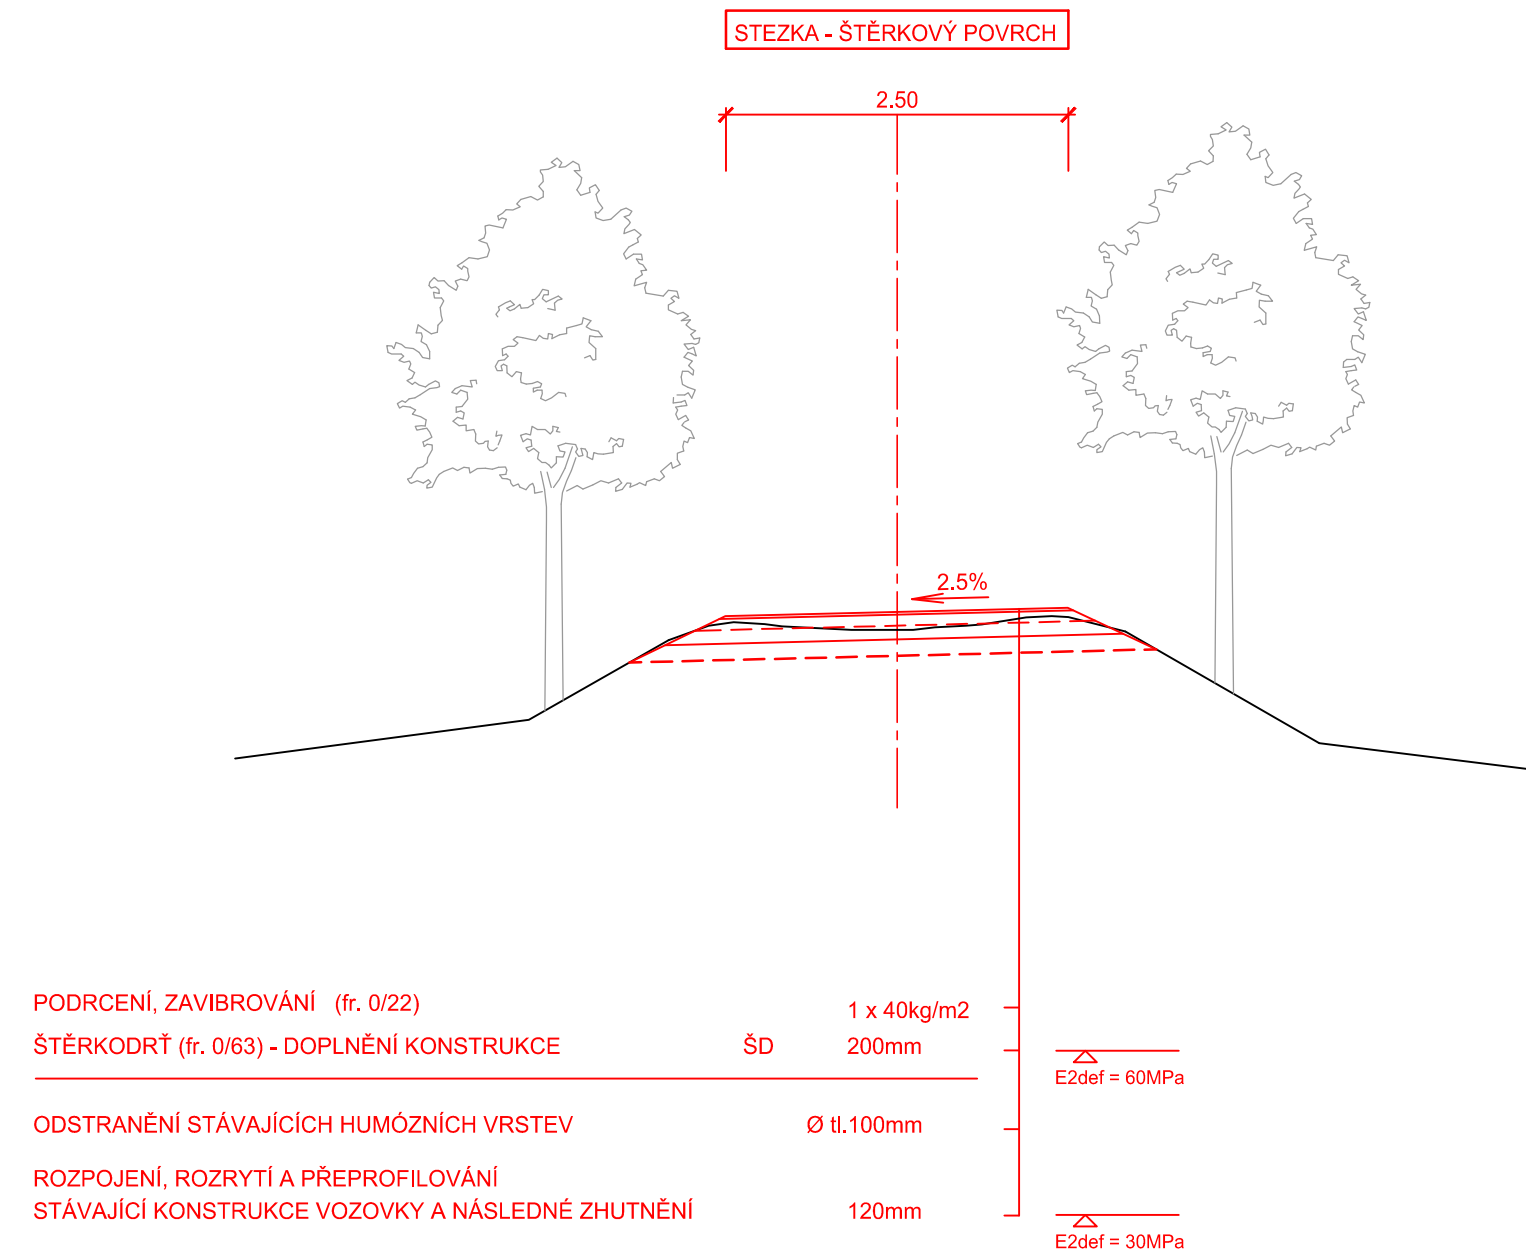 STEZKA - ŠTĚRKOVÝ POVRCH
2.50
2.5%
PODRCENÍ, ZAVIBROVÁNÍ (fr. 0/22) 1 x 40kg/m2
ŠTĚRKODRŤ (fr. 0/63) - DOPLNĚNÍ KONSTRUKCE ŠD 200mm
E2def = 60MPa
ODSTRANĚNÍ STÁVAJÍCÍCH HUMÓZNÍCH VRSTEV Ø tl.100mm
ROZPOJENÍ, ROZRYTÍ A PŘEPROFILOVÁNÍ
STÁVAJÍCÍ KONSTRUKCE VOZOVKY A NÁSLEDNÉ ZHUTNĚNÍ 120mm
E2def = 30MPa